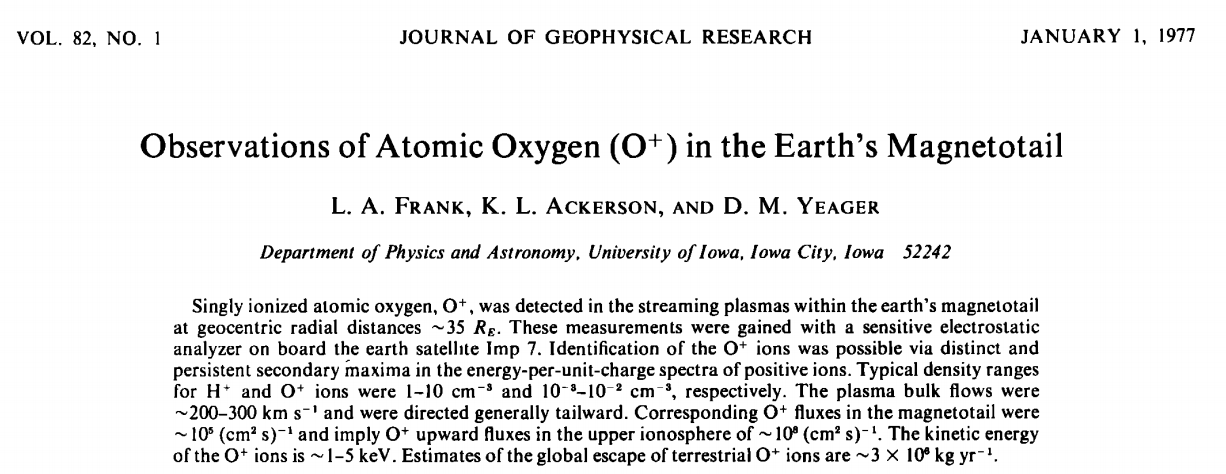 VOL. 82, NO. 1 JOURNAL OF GEOPHYSICAL RESEARCH JANUARY 1, 1977
Observations of Atomic Oxygen (O⁺) in the Earth's Magnetotail
L. A. FRANK, K. L. ACKERSON, AND D. M. YEAGER
Department of Physics and Astronomy, University of Iowa, Iowa City, Iowa 52242
Singly ionized atomic oxygen, O⁺, was detected in the streaming plasmas within the earth's magnetotail
at geocentric radial distances ~35 R_E. These measurements were gained with a sensitive electrostatic
analyzer on board the earth satellite Imp 7. Identification of the O⁺ ions was possible via distinct and
persistent secondary maxima in the energy-per-unit-charge spectra of positive ions. Typical density ranges
for H⁺ and O⁺ ions were 1–10 cm⁻³ and 10⁻³–10⁻² cm⁻³, respectively. The plasma bulk flows were
~200–300 km s⁻¹ and were directed generally tailward. Corresponding O⁺ fluxes in the magnetotail were
~10⁵ (cm² s)⁻¹ and imply O⁺ upward fluxes in the upper ionosphere of ~10⁸ (cm² s)⁻¹. The kinetic energy
of the O⁺ ions is ~1–5 keV. Estimates of the global escape of terrestrial O⁺ ions are ~3 × 10⁶ kg yr⁻¹.